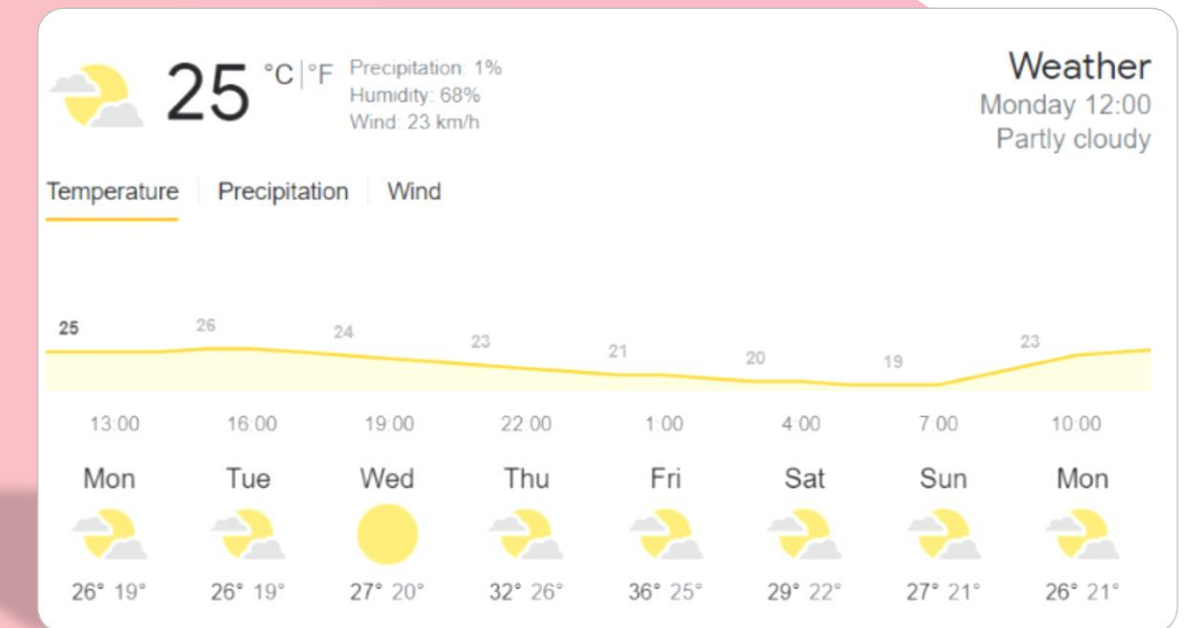 25 °C|°F
Precipitation: 1%
Humidity: 68%
Wind: 23 km/h
Weather
Monday 12:00
Partly cloudy
Temperature Precipitation Wind
25 26 24 23 21 20 19 23
13:00 16:00 19:00 22:00 1:00 4:00 7:00 10:00
Mon Tue Wed Thu Fri Sat Sun Mon
26° 19° 26° 19° 27° 20° 32° 26° 36° 25° 29° 22° 27° 21° 26° 21°